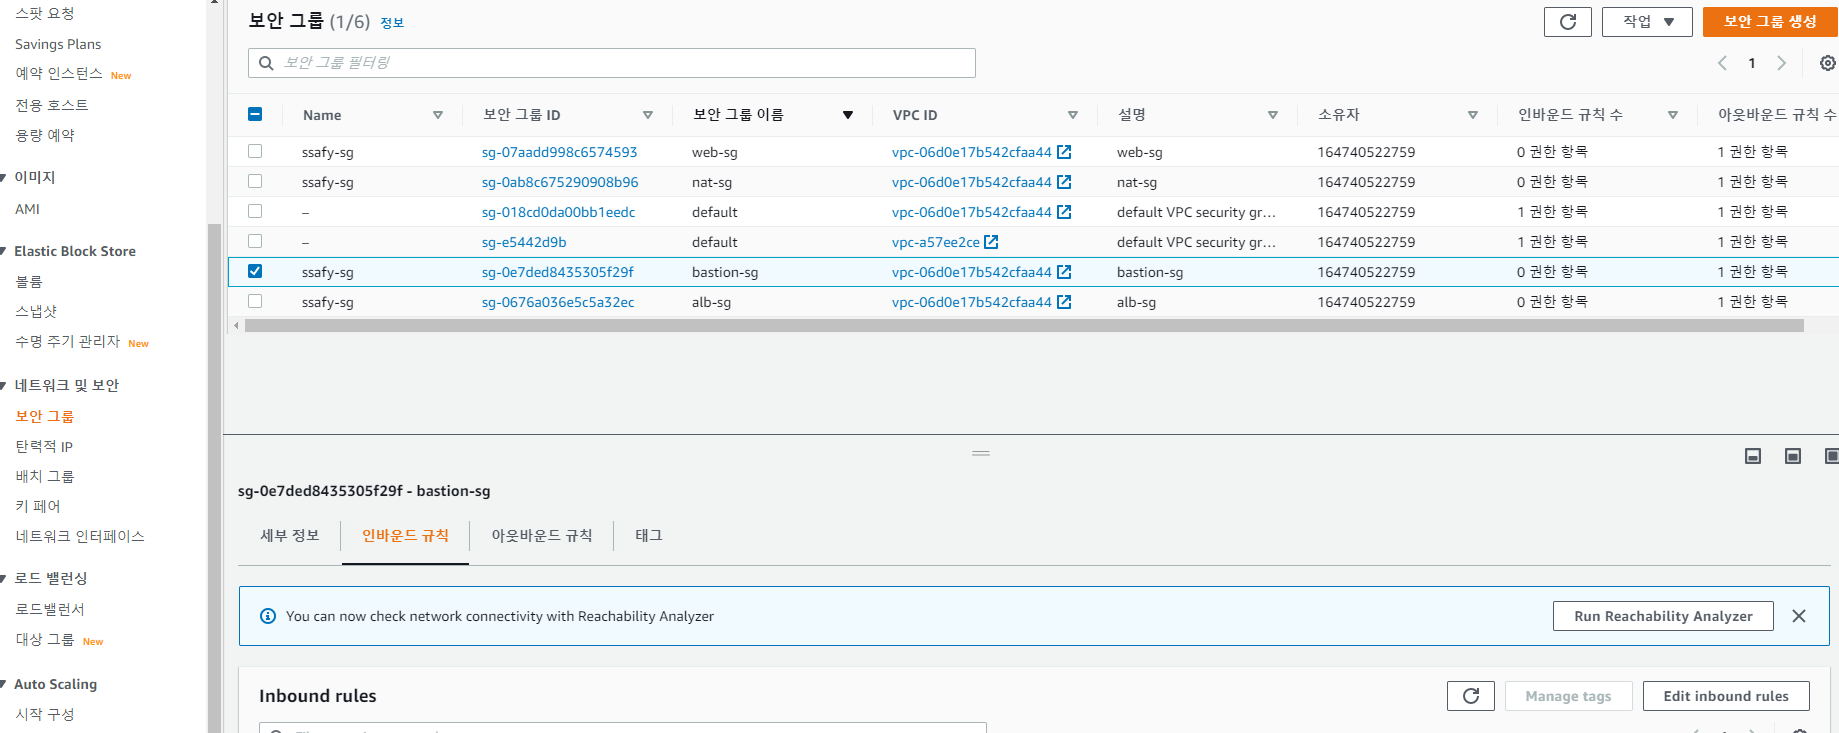 스팟 요청
Savings Plans
예약 인스턴스 New
전용 호스트
용량 예약
이미지
AMI
Elastic Block Store
볼륨
스냅샷
수명 주기 관리자 New
네트워크 및 보안
보안 그룹
탄력적 IP
배치 그룹
키 페어
네트워크 인터페이스
로드 밸런싱
로드밸런서
대상 그룹 New
Auto Scaling
시작 구성
보안 그룹 (1/6) 정보
작업
보안 그룹 생성
보안 그룹 필터링
1
Name 보안 그룹 ID 보안 그룹 이름 VPC ID 설명 소유자 인바운드 규칙 수 아웃바운드 규칙 수
ssafy-sg sg-07aadd998c6574593 web-sg vpc-06d0e17b542cfaa44 web-sg 164740522759 0 권한 항목 1 권한 항목
ssafy-sg sg-0ab8c675290908b96 nat-sg vpc-06d0e17b542cfaa44 nat-sg 164740522759 0 권한 항목 1 권한 항목
– sg-018cd0da00bb1eedc default vpc-06d0e17b542cfaa44 default VPC security gr... 164740522759 1 권한 항목 1 권한 항목
– sg-e5442d9b default vpc-a57ee2ce default VPC security gr... 164740522759 1 권한 항목 1 권한 항목
ssafy-sg sg-0e7ded8435305f29f bastion-sg vpc-06d0e17b542cfaa44 bastion-sg 164740522759 0 권한 항목 1 권한 항목
ssafy-sg sg-0676a036e5c5a32ec alb-sg vpc-06d0e17b542cfaa44 alb-sg 164740522759 0 권한 항목 1 권한 항목
sg-0e7ded8435305f29f - bastion-sg
세부 정보 인바운드 규칙 아웃바운드 규칙 태그
You can now check network connectivity with Reachability Analyzer
Run Reachability Analyzer
Inbound rules
Manage tags
Edit inbound rules